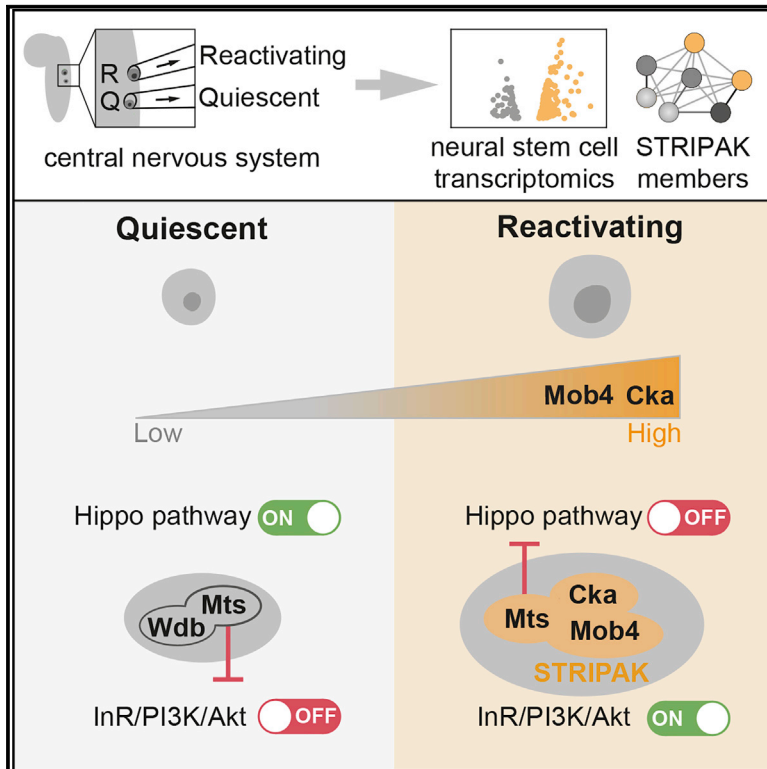 R
Reactivating
Q
Quiescent
central nervous system
neural stem cell
transcriptomics
STRIPAK
members
Quiescent
Reactivating
Mob4 Cka
Low
High
Hippo pathway ON
Hippo pathway OFF
Mts
Wdb
Cka
Mts
Mob4
STRIPAK
InR/PI3K/Akt OFF
InR/PI3K/Akt ON